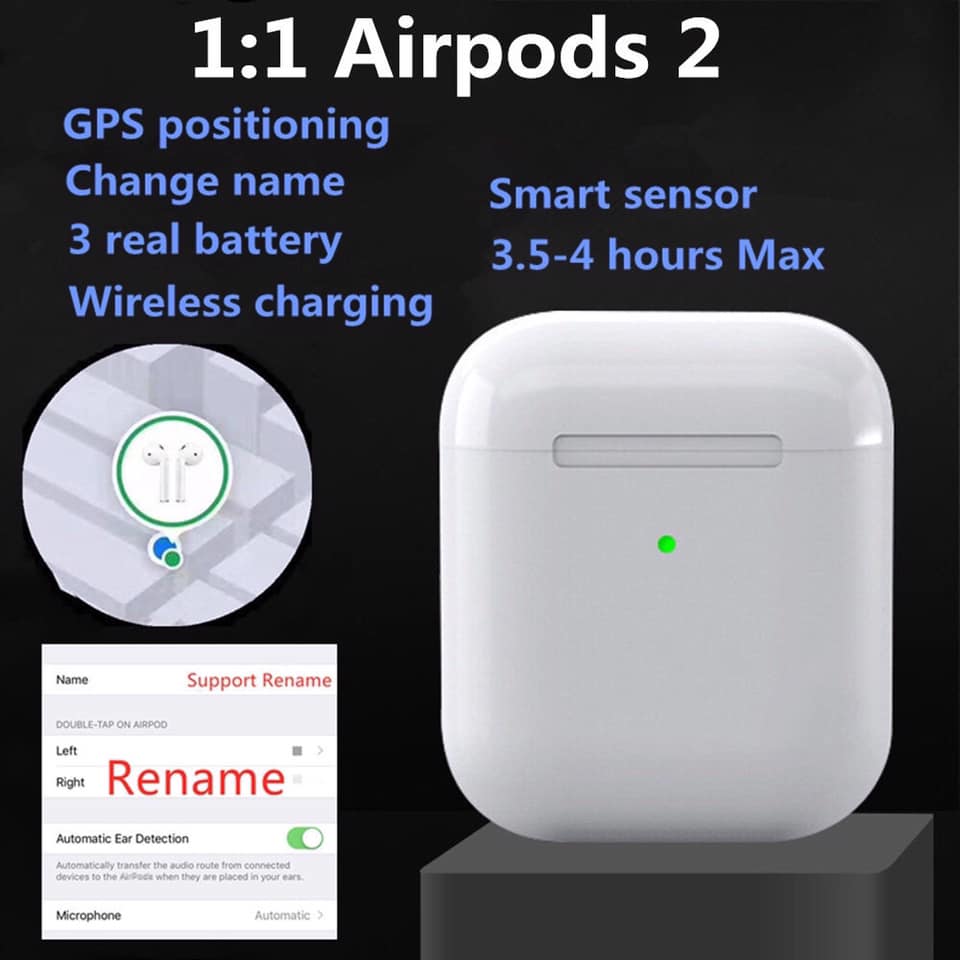 1:1 Airpods 2
GPS positioning
Change name
3 real battery
Wireless charging
Smart sensor
3.5-4 hours Max
Name
Support Rename
DOUBLE-TAP ON AIRPOD
Left
Right
Rename
Automatic Ear Detection
Automatically transfer the audio route from connected
devices to the AirPods when they are placed in your ears.
Microphone
Automatic